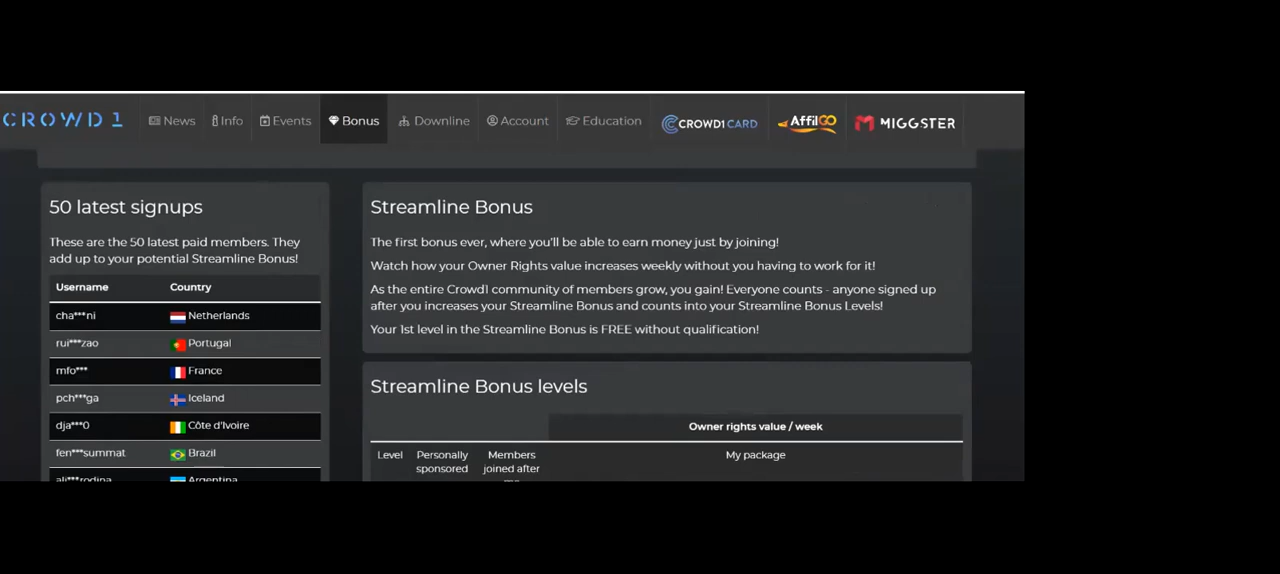 CROWD1 News Info Events Bonus Downline Account Education CROWD1CARD AffilGO MIGGSTER
50 latest signups
These are the 50 latest paid members. They
add up to your potential Streamline Bonus!
Username Country
cha***ni Netherlands
rui***zao Portugal
mfo*** France
pch***ga Iceland
dja***0 Côte d'Ivoire
fen***summat Brazil
ali***rodina Argentina
Streamline Bonus
The first bonus ever, where you'll be able to earn money just by joining!
Watch how your Owner Rights value increases weekly without you having to work for it!
As the entire Crowd1 community of members grow, you gain! Everyone counts - anyone signed up
after you increases your Streamline Bonus and counts into your Streamline Bonus Levels!
Your 1st level in the Streamline Bonus is FREE without qualification!
Streamline Bonus levels
Owner rights value / week
Level Personally Members My package
sponsored joined after